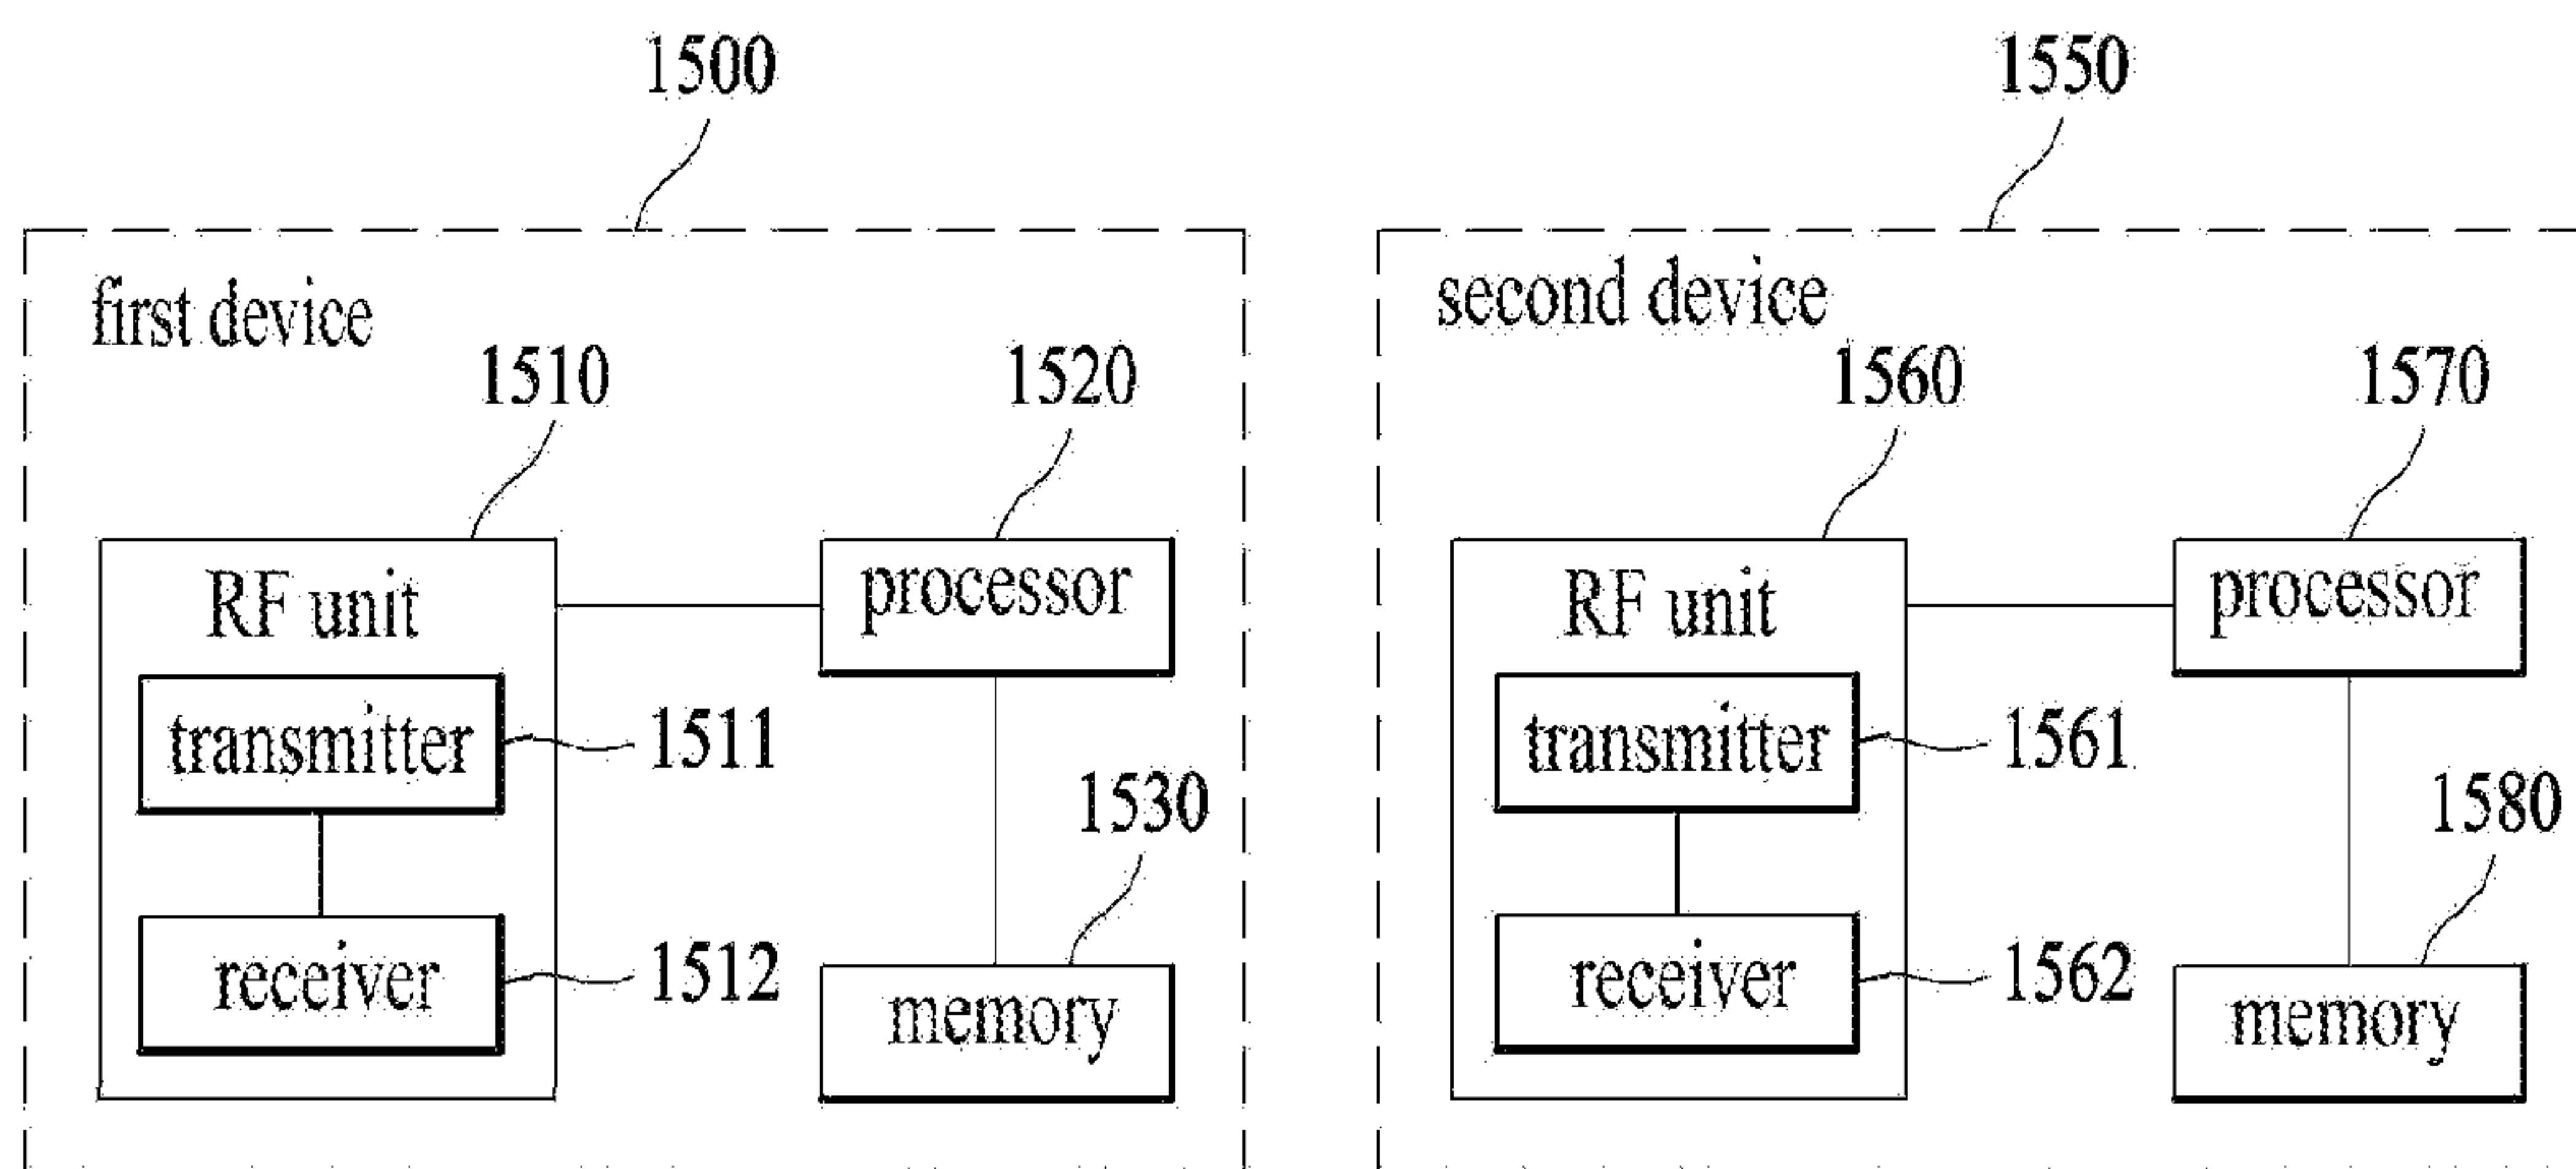 1500
1550
first device
second device
1510
1520
1560
1570
RF unit
processor
RF unit
processor
transmitter
1511
transmitter
1561
1530
1580
receiver
1512
receiver
1562
memory
memory